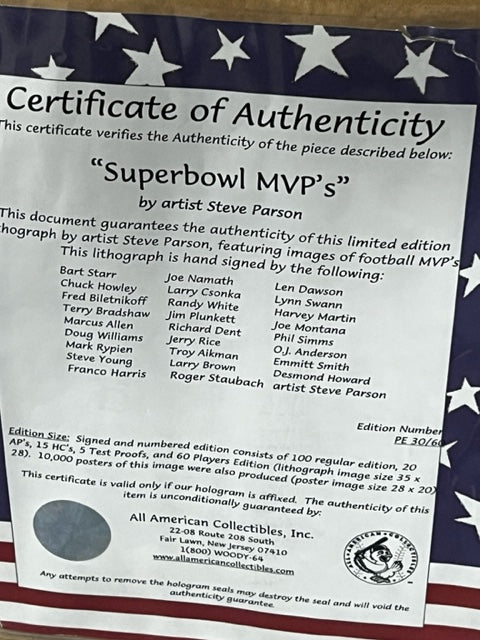 Certificate of Authenticity
This certificate verifies the Authenticity of the piece described below:
"Superbowl MVP's"
by artist Steve Parson
This document guarantees the authenticity of this limited edition
hograph by artist Steve Parson, featuring images of football MVP's
This lithograph is hand signed by the following:
Bart Starr Joe Namath Len Dawson
Chuck Howley Larry Csonka Lynn Swann
Fred Biletnikoff Randy White Harvey Martin
Terry Bradshaw Jim Plunkett Joe Montana
Marcus Allen Richard Dent Phil Simms
Doug Williams Jerry Rice O.J. Anderson
Mark Rypien Troy Aikman Emmitt Smith
Steve Young Larry Brown Desmond Howard
Franco Harris Roger Staubach artist Steve Parson
Edition Number
PE 30/60
Edition Size: Signed and numbered edition consists of 100 regular edition, 20
AP's, 15 HC's, 5 Test Proofs, and 60 Players Edition (lithograph image size 35 x
28). 10,000 posters of this image were also produced (poster image size 28 x 20)
This certificate is valid only if our hologram is affixed. The authenticity of this
item is unconditionally guaranteed by:
All American Collectibles, Inc.
22-08 Route 208 South
Fair Lawn, New Jersey 07410
1(800) WOODY-64
www.allamericancollectibles.com
Any attempts to remove the hologram seals may destroy the seal and will void the
authenticity guarantee.